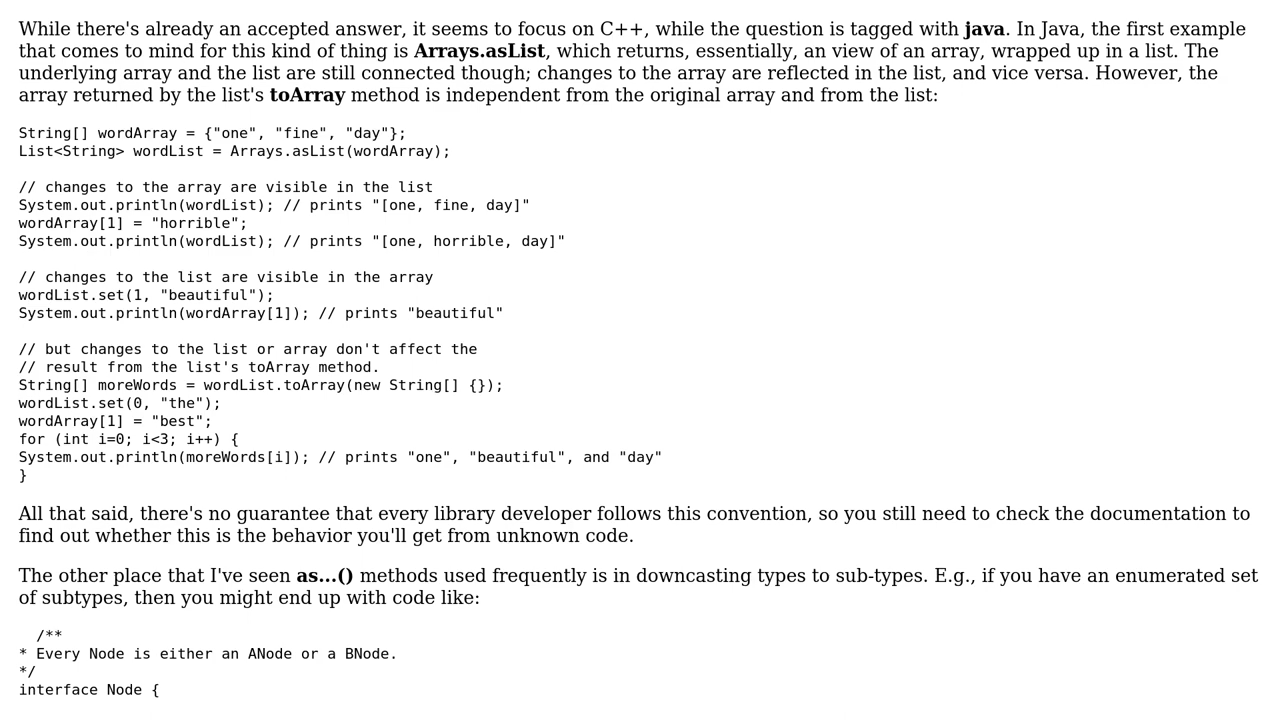 While there's already an accepted answer, it seems to focus on C++, while the question is tagged with java. In Java, the first example
that comes to mind for this kind of thing is Arrays.asList, which returns, essentially, an view of an array, wrapped up in a list. The
underlying array and the list are still connected though; changes to the array are reflected in the list, and vice versa. However, the
array returned by the list's toArray method is independent from the original array and from the list:
String[] wordArray = {"one", "fine", "day"};
List<String> wordList = Arrays.asList(wordArray);
// changes to the array are visible in the list
System.out.println(wordList); // prints "[one, fine, day]"
wordArray[1] = "horrible";
System.out.println(wordList); // prints "[one, horrible, day]"
// changes to the list are visible in the array
wordList.set(1, "beautiful");
System.out.println(wordArray[1]); // prints "beautiful"
// but changes to the list or array don't affect the
// result from the list's toArray method.
String[] moreWords = wordList.toArray(new String[] {});
wordList.set(0, "the");
wordArray[1] = "best";
for (int i=0; i<3; i++) {
System.out.println(moreWords[i]); // prints "one", "beautiful", and "day"
}
All that said, there's no guarantee that every library developer follows this convention, so you still need to check the documentation to
find out whether this is the behavior you'll get from unknown code.
The other place that I've seen as...() methods used frequently is in downcasting types to sub-types. E.g., if you have an enumerated set
of subtypes, then you might end up with code like:
/**
* Every Node is either an ANode or a BNode.
*/
interface Node {